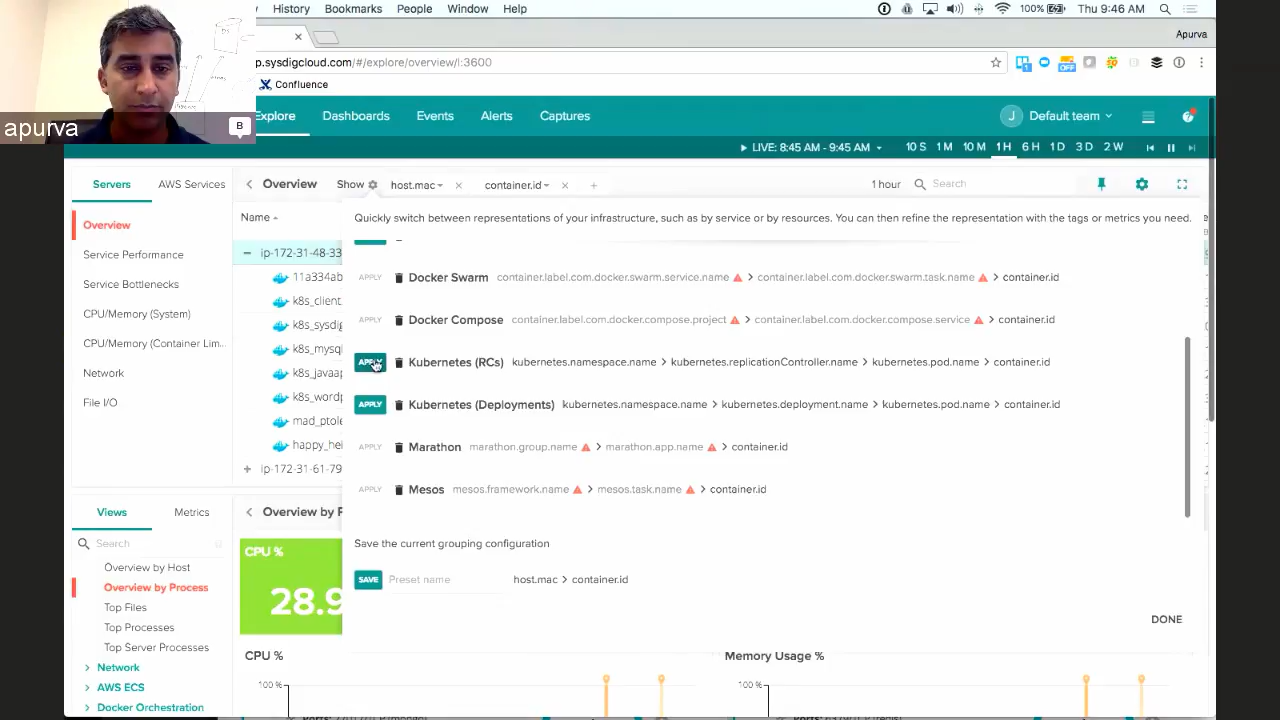 History Bookmarks People Window Help
100% Thu 9:46 AM
Apurva
p.sysdigcloud.com/#/explore/overview/l:3600
OFF
Confluence
apurva
B
Explore Dashboards Events Alerts Captures
J Default team
LIVE: 8:45 AM - 9:45 AM 10 S 1 M 10 M 1 H 6 H 1 D 3 D 2 W
Servers AWS Services
Overview Show host.mac container.id + 1 hour Search
Name
Overview
Service Performance
Service Bottlenecks
CPU/Memory (System)
CPU/Memory (Container Lim...
Network
File I/O
ip-172-31-48-33
11a334ab
k8s_client
k8s_sysdig
k8s_mysql
k8s_javaap
k8s_wordp
mad_ptole
happy_hei
ip-172-31-61-79
Quickly switch between representations of your infrastructure, such as by service or by resources. You can then refine the representation with the tags or metrics you need.
APPLY Docker Swarm container.label.com.docker.swarm.service.name > container.label.com.docker.swarm.task.name > container.id
APPLY Docker Compose container.label.com.docker.compose.project > container.label.com.docker.compose.service > container.id
APPLY Kubernetes (RCs) kubernetes.namespace.name > kubernetes.replicationController.name > kubernetes.pod.name > container.id
APPLY Kubernetes (Deployments) kubernetes.namespace.name > kubernetes.deployment.name > kubernetes.pod.name > container.id
APPLY Marathon marathon.group.name > marathon.app.name > container.id
APPLY Mesos mesos.framework.name > mesos.task.name > container.id
Save the current grouping configuration
SAVE Preset name host.mac > container.id
DONE
Views Metrics
Search
Overview by Host
Overview by Process
Top Files
Top Processes
Top Server Processes
Network
AWS ECS
Docker Orchestration
Overview by P
CPU %
28.9
CPU %
100 %
Memory Usage %
100 %